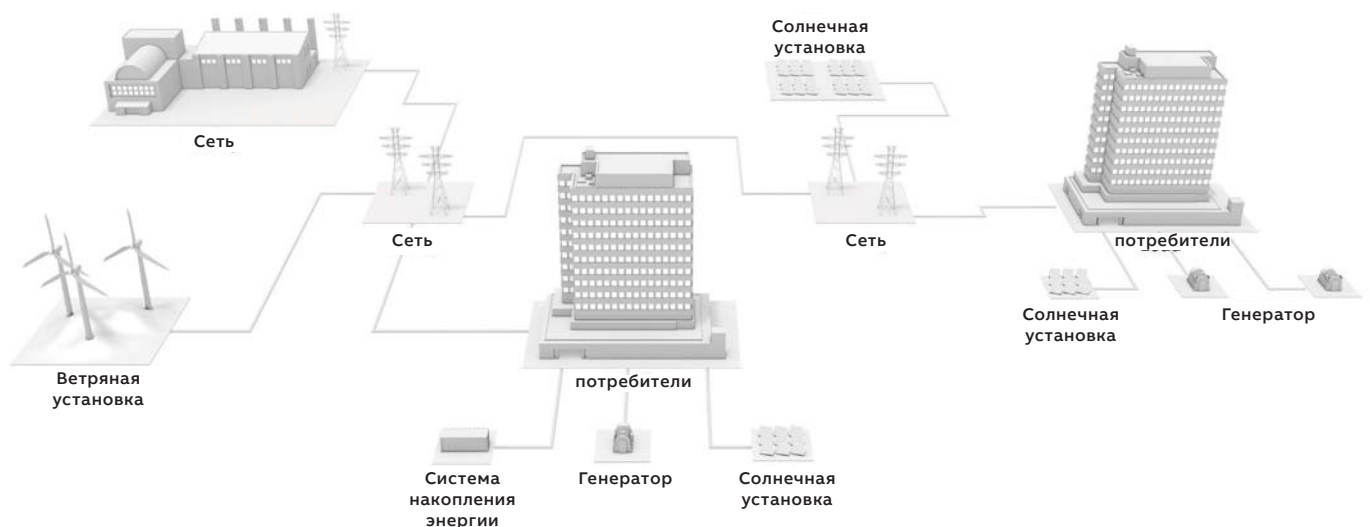 Солнечная
установка
Сеть
Сеть
Сеть
потребители
Солнечная
установка
Генератор
Ветряная
установка
потребители
Система
накопления
энергии
Генератор
Солнечная
установка